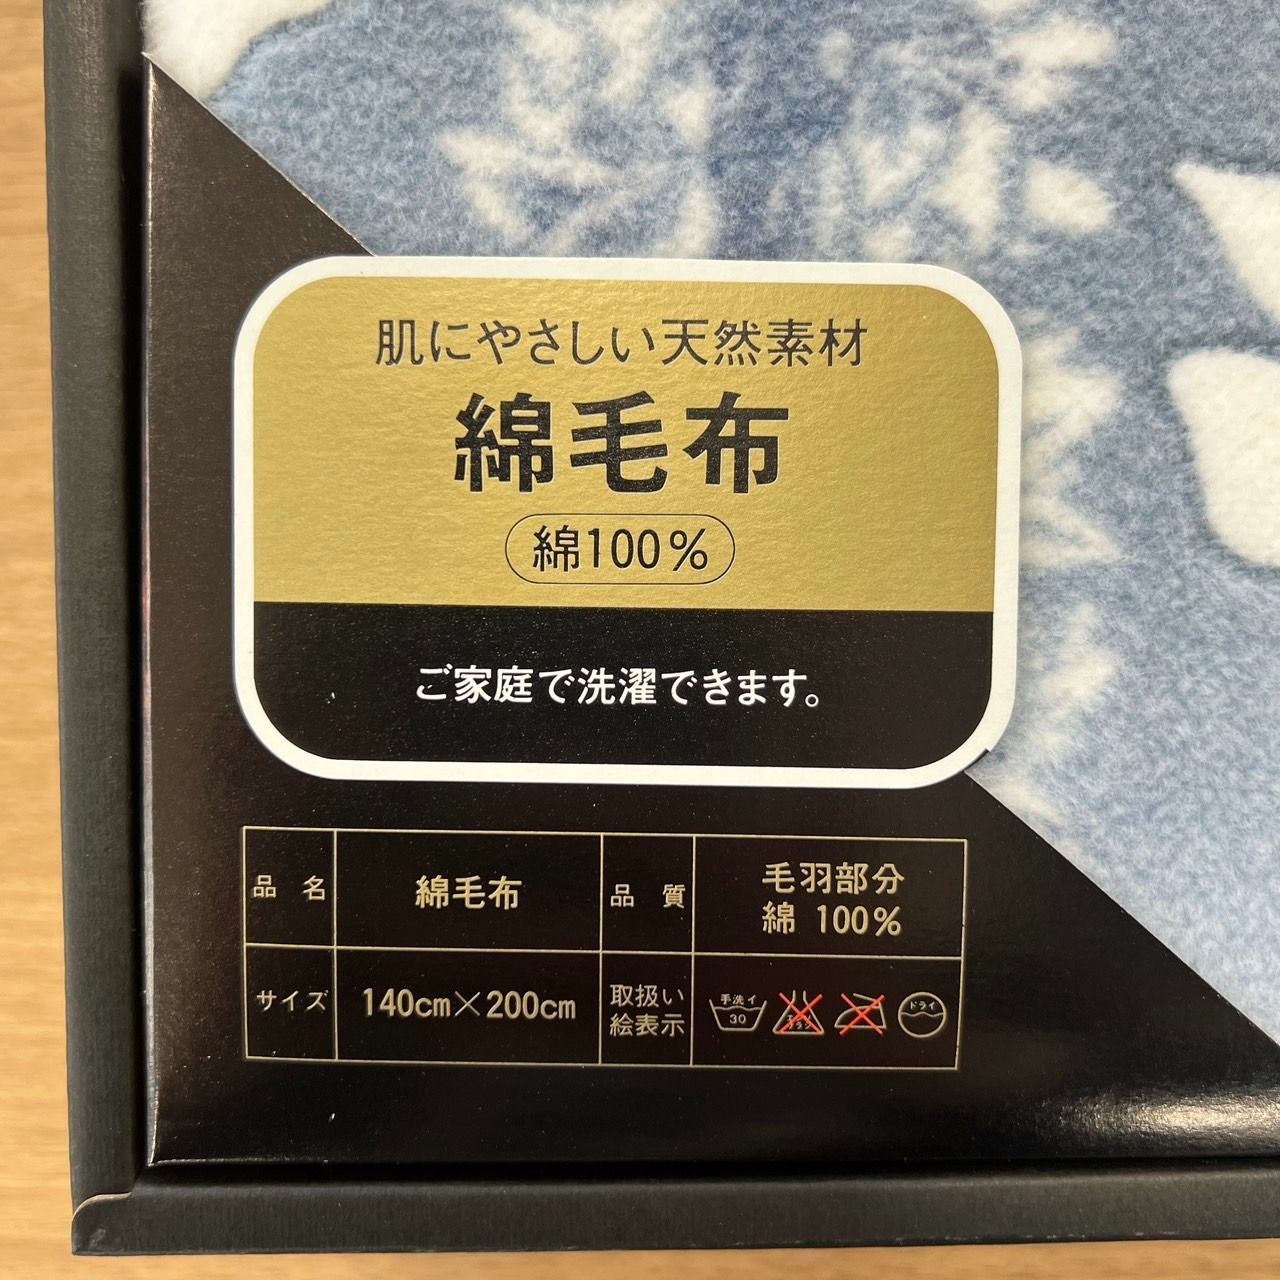 肌にやさしい天然素材
綿毛布
綿100%
ご家庭で洗濯できます。
品 名
綿毛布
品 質
毛羽部分
綿 100%
サイズ
140cm×200cm
取扱い
絵表示
手洗イ
30
ドライ